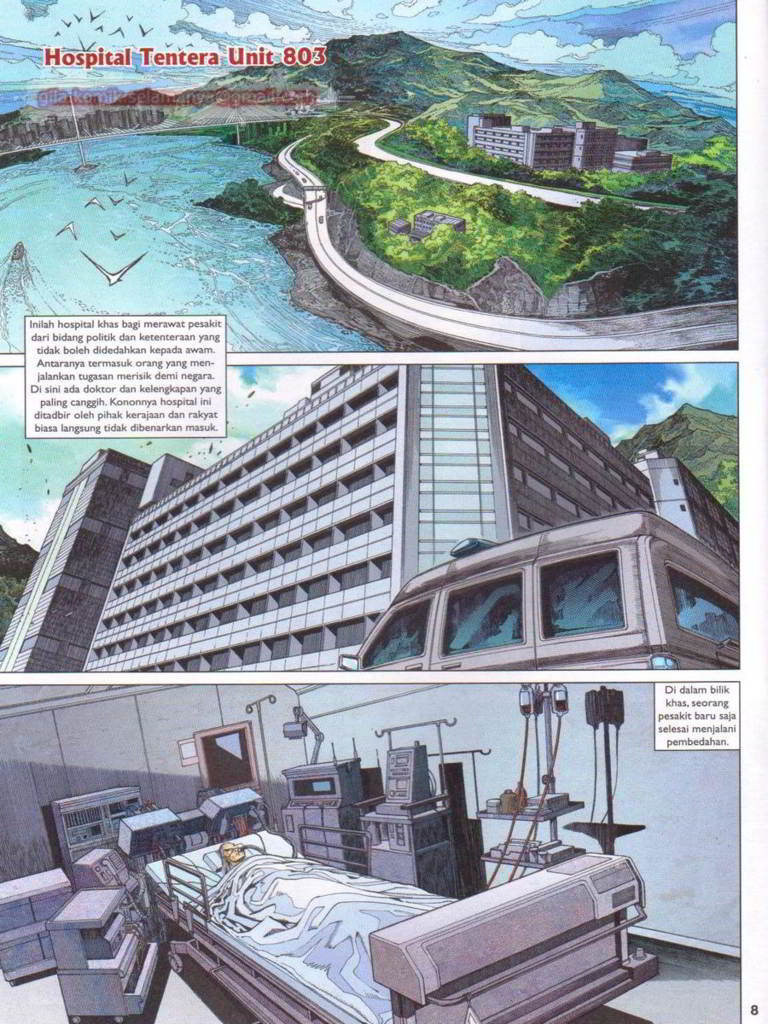 Hospital Tentera Unit 803
Inilah hospital khas bagi merawat pesakit
dari bidang politik dan ketenteraan yang
tidak boleh didedahkan kepada awam.
Antaranya termasuk orang yang men-
jalankan tugasan merisik demi negara.
Di sini ada doktor dan kelengkapan yang
paling canggih. Kononnya hospital ini
ditadbir oleh pihak kerajaan dan rakyat
biasa langsung tidak dibenarkan masuk.
Di dalam bilik
khas, seorang
pesakit baru saja
selesai menjalani
pembedahan.
8